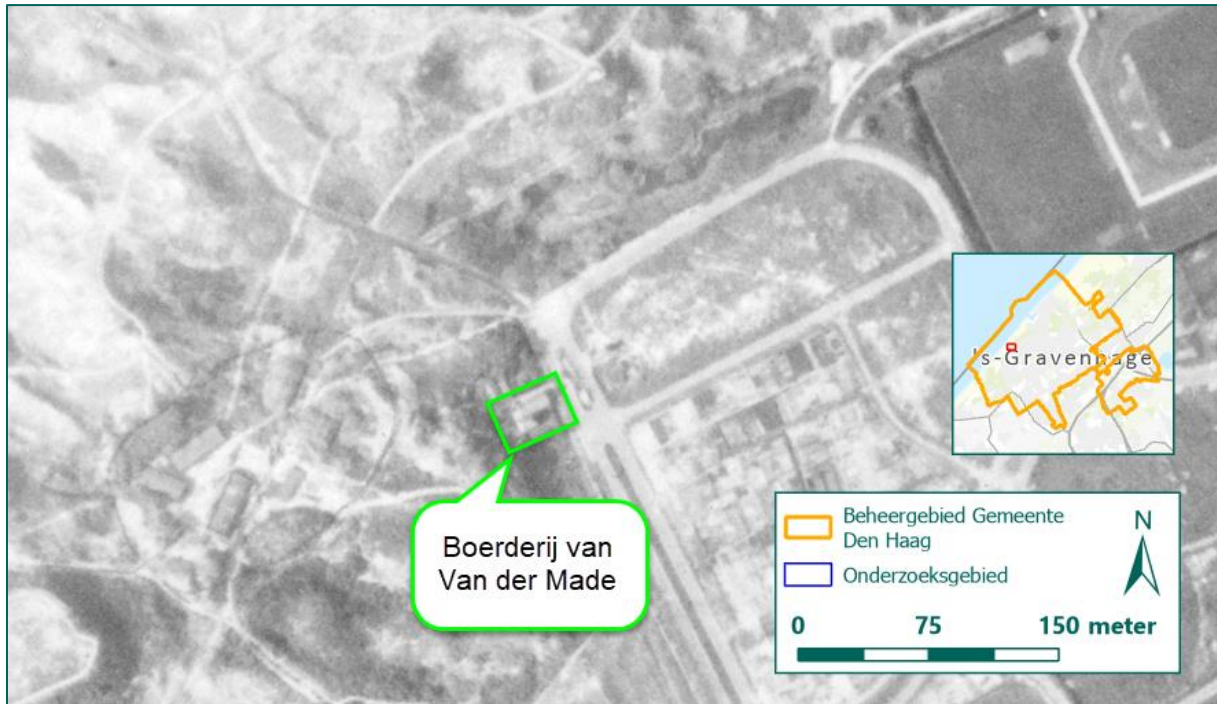 's-Gravenhage
Boerderij van
Van der Made
Beheergebied Gemeente
Den Haag
Onderzoeksgebied
N
0 75 150 meter